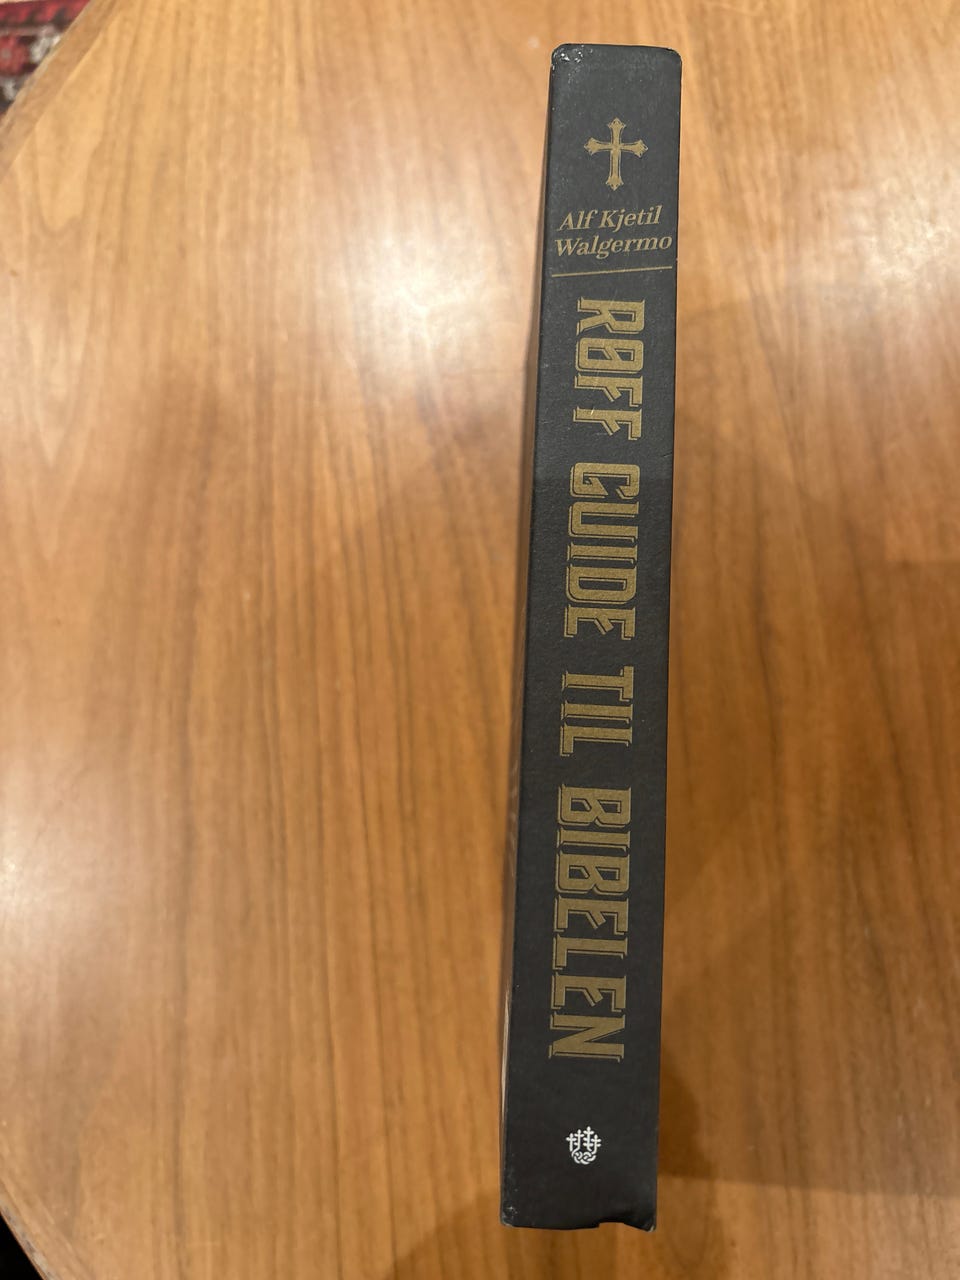 Alf Kjetil
Walgermo
RØFF GUIDE TIL BIBELEN